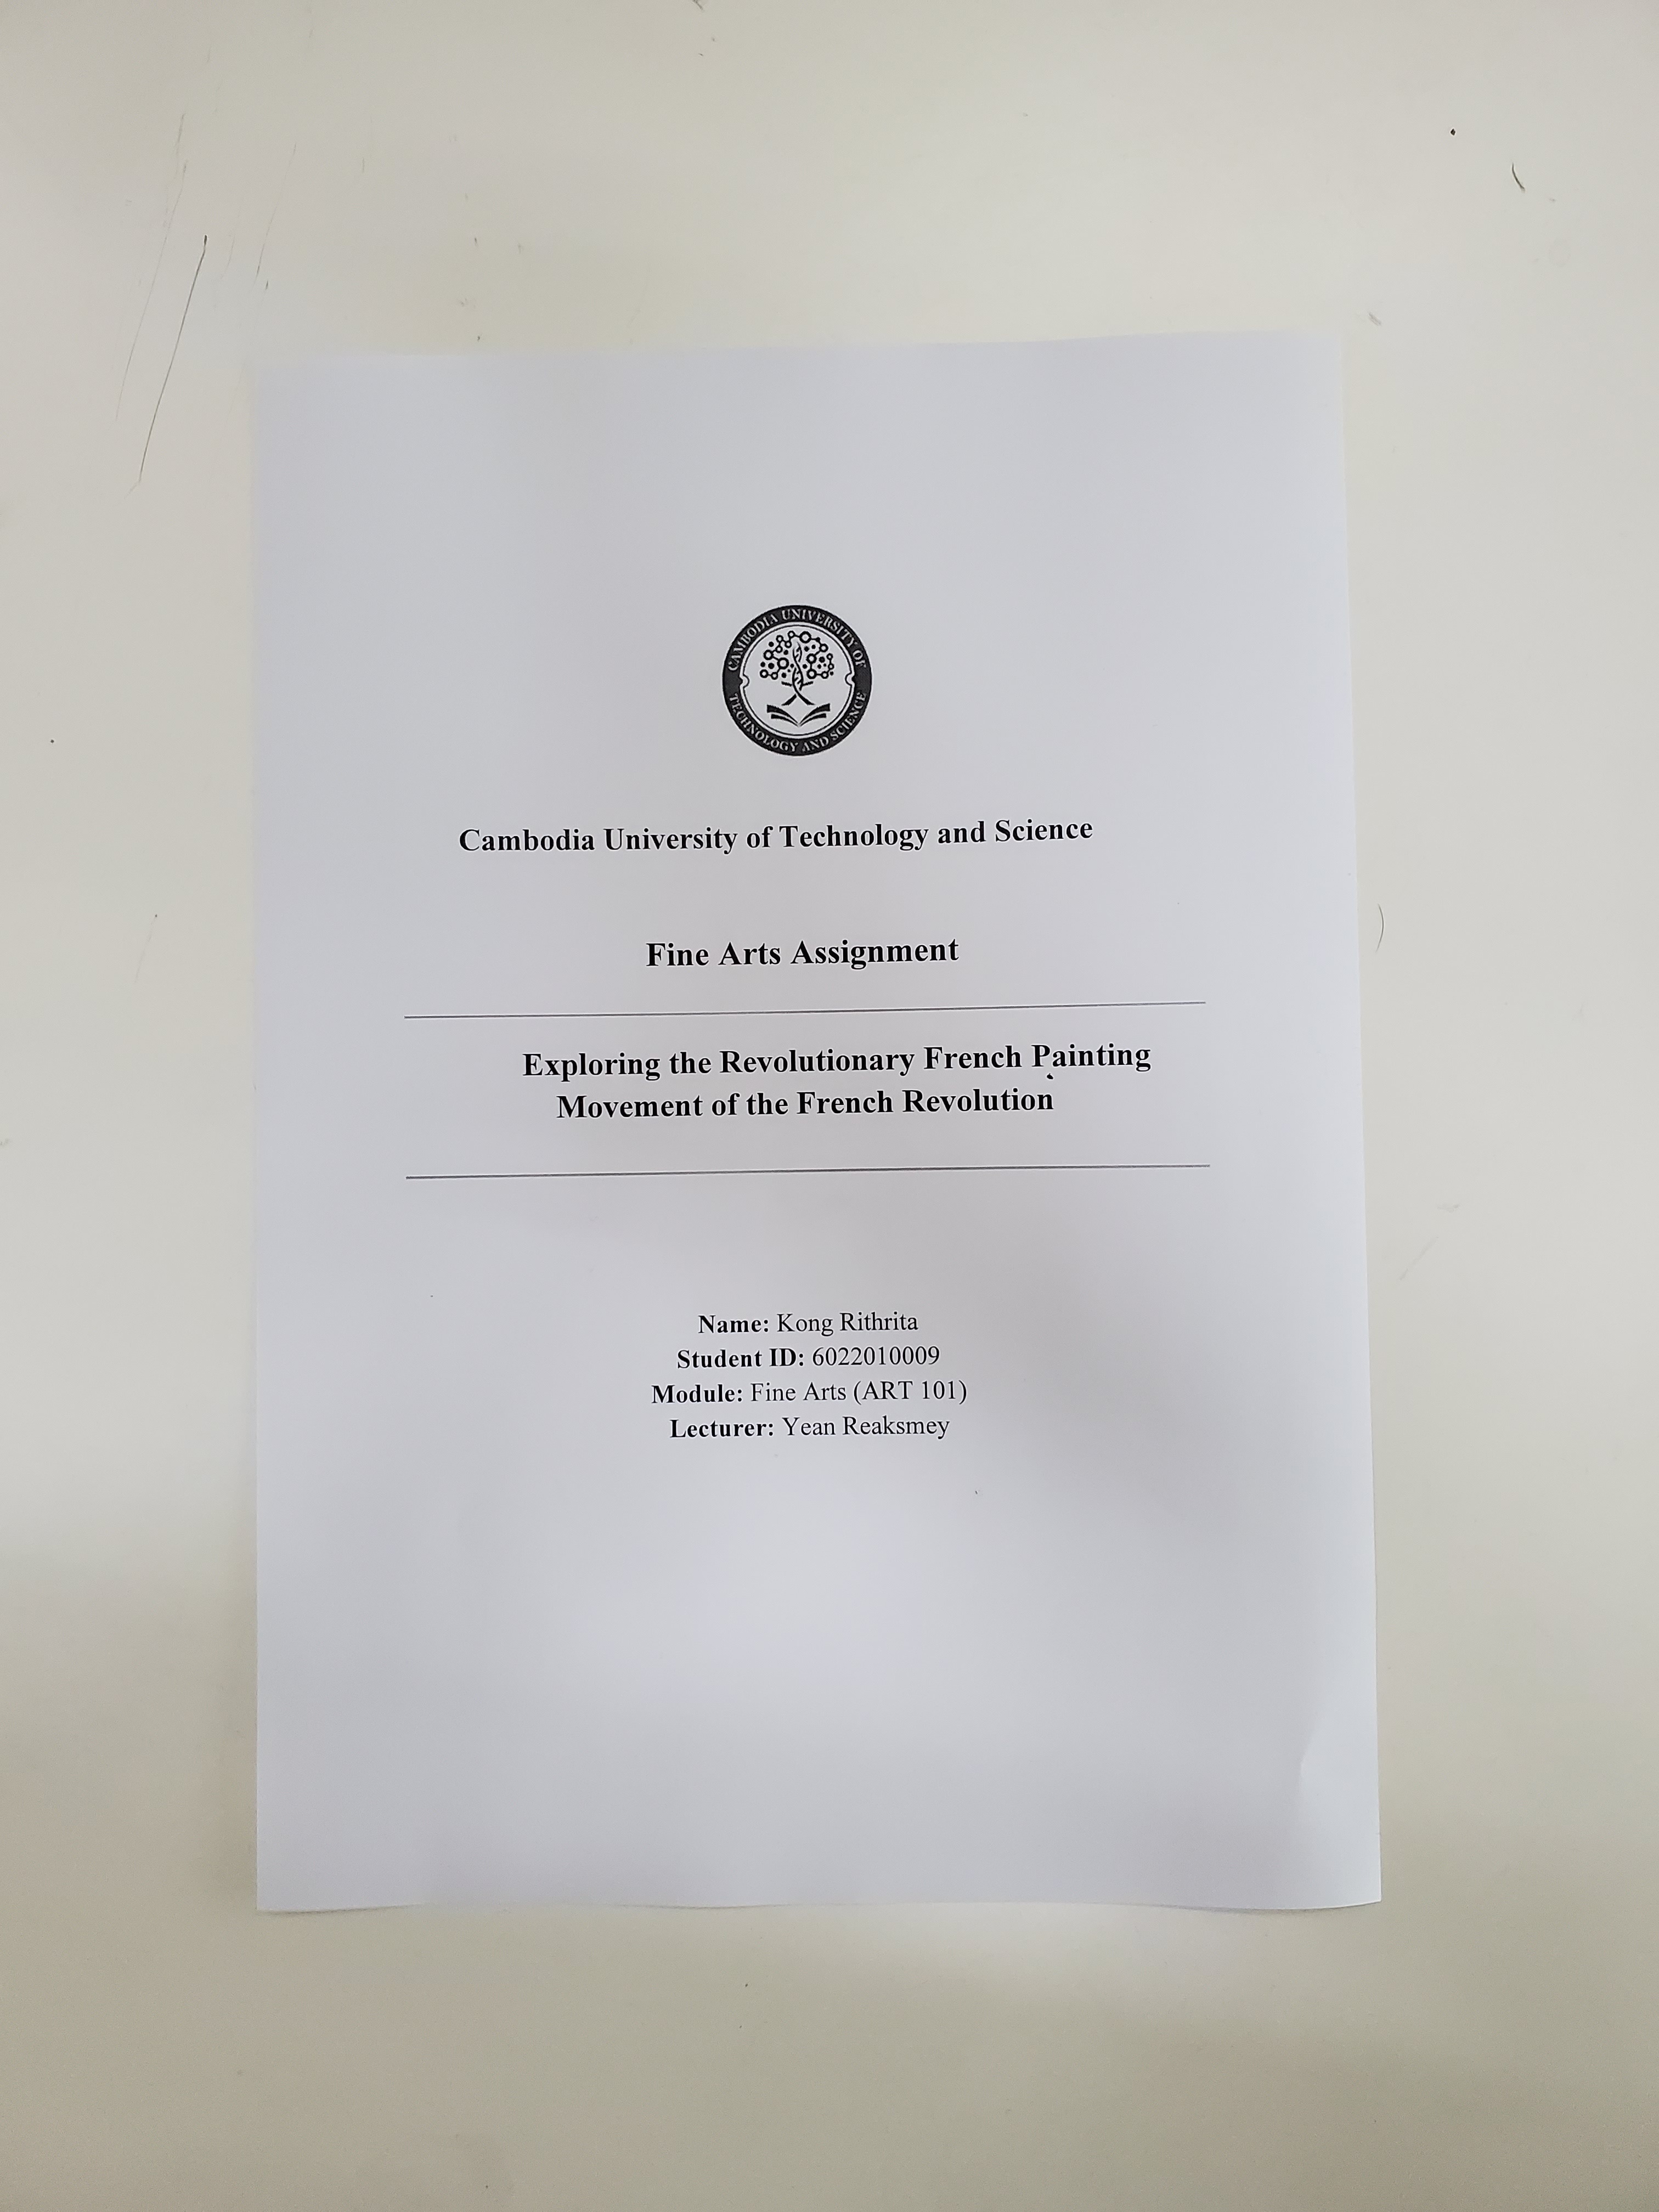 CAMBODIA UNIVERSITY OF
TECHNOLOGY AND SCIENCE
Cambodia University of Technology and Science
Fine Arts Assignment
Exploring the Revolutionary French Painting
Movement of the French Revolution
Name: Kong Rithrita
Student ID: 6022010009
Module: Fine Arts (ART 101)
Lecturer: Yean Reaksmey